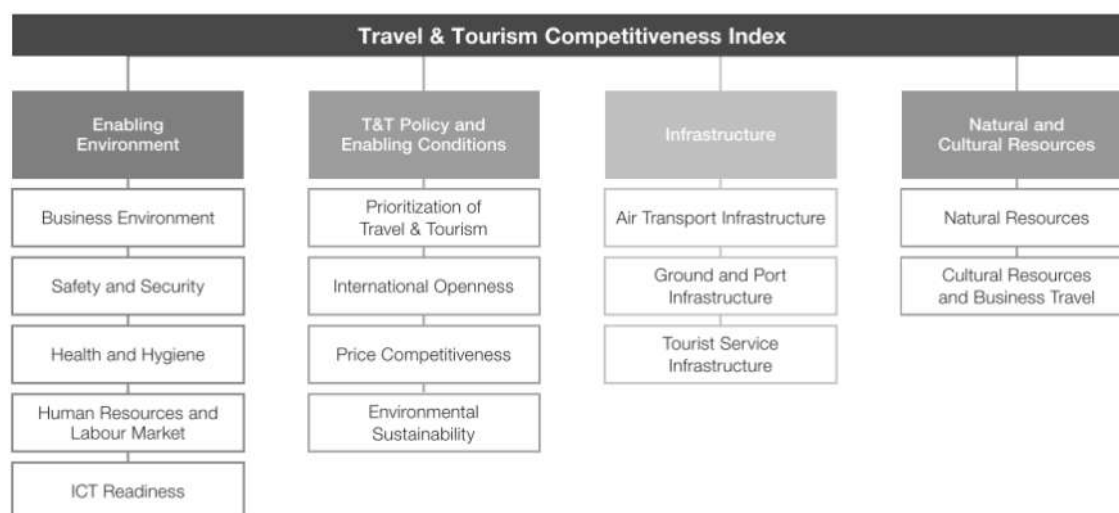 Travel & Tourism Competitiveness Index
Enabling
Environment
Business Environment
Safety and Security
Health and Hygiene
Human Resources and
Labour Market
ICT Readiness
T&T Policy and
Enabling Conditions
Prioritization of
Travel & Tourism
International Openness
Price Competitiveness
Environmental
Sustainability
Infrastructure
Air Transport Infrastructure
Ground and Port
Infrastructure
Tourist Service
Infrastructure
Natural and
Cultural Resources
Natural Resources
Cultural Resources
and Business Travel